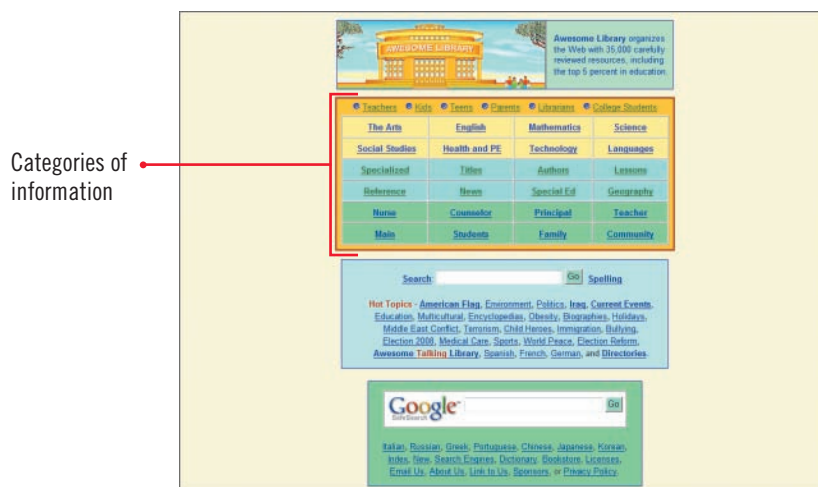 Awesome Library organizes
the Web with 35,000 carefully
reviewed resources, including
the top 5 percent in education.
AWESOME LIBRARY
Teachers Kids Teens Parents Librarians College Students
The Arts English Mathematics Science
Social Studies Health and PE Technology Languages
Specialized Titles Authors Lessons
Reference News Special Ed Geography
Nurse Counselor Principal Teacher
Main Students Family Community
Categories of
information
Search: Go Spelling
Hot Topics - American Flag, Environment, Politics, Iraq, Current Events,
Education, Multicultural, Encyclopedias, Obesity, Biographies, Holidays,
Middle East Conflict, Terrorism, Child Heroes, Immigration, Bullying,
Election 2008, Medical Care, Sports, World Peace, Election Reform,
Awesome Talking Library, Spanish, French, German, and Directories.
Google Go
SafeSearch
Italian, Russian, Greek, Portuguese, Chinese, Japanese, Korean,
Index, New, Search Engines, Dictionary, Bookstore, Licenses,
Email Us, About Us, Link to Us, Sponsors, or Privacy Policy.